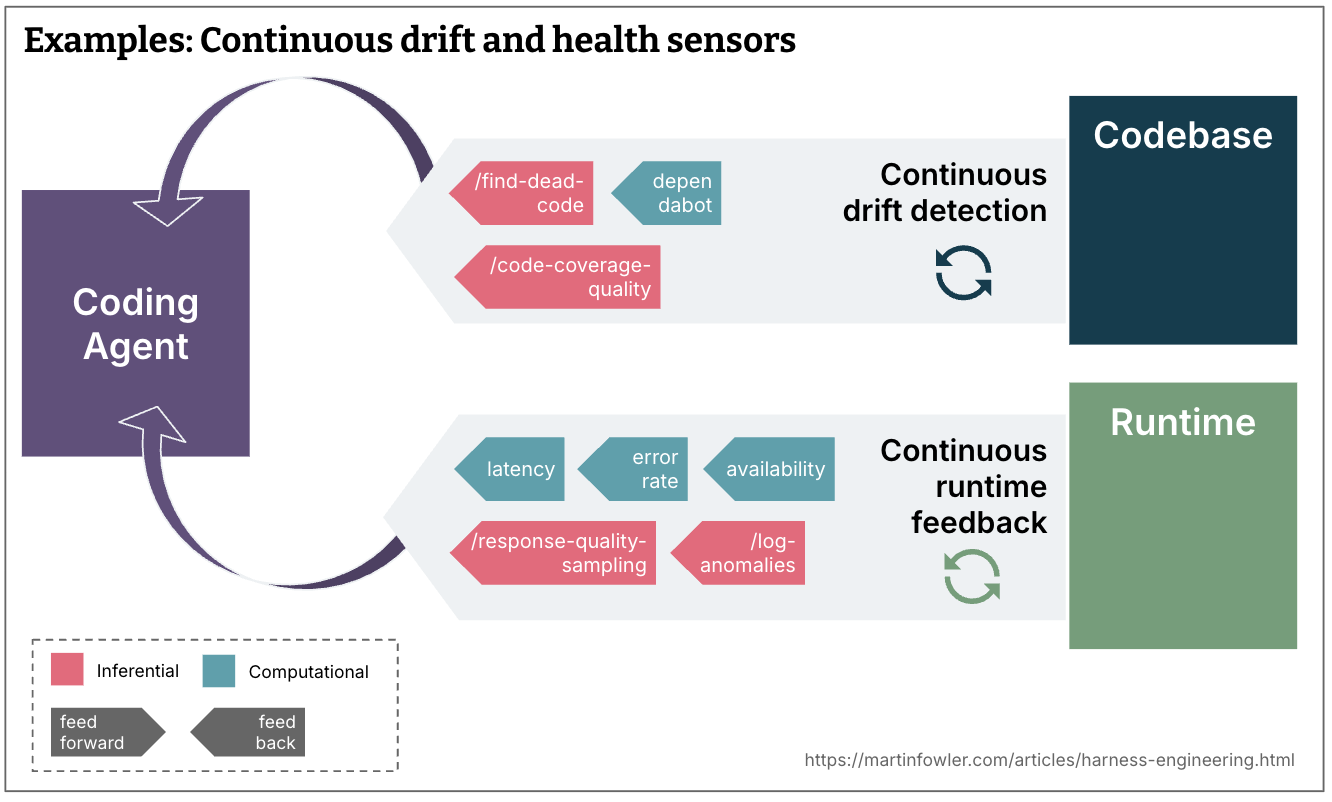 Examples: Continuous drift and health sensors
Coding
Agent
/find-dead-
code
depen
dabot
/code-coverage-
quality
Continuous
drift detection
Codebase
latency
error
rate
availability
/response-quality-
sampling
/log-
anomalies
Continuous
runtime
feedback
Runtime
Inferential
Computational
feed
forward
feed
back
https://martinfowler.com/articles/harness-engineering.html